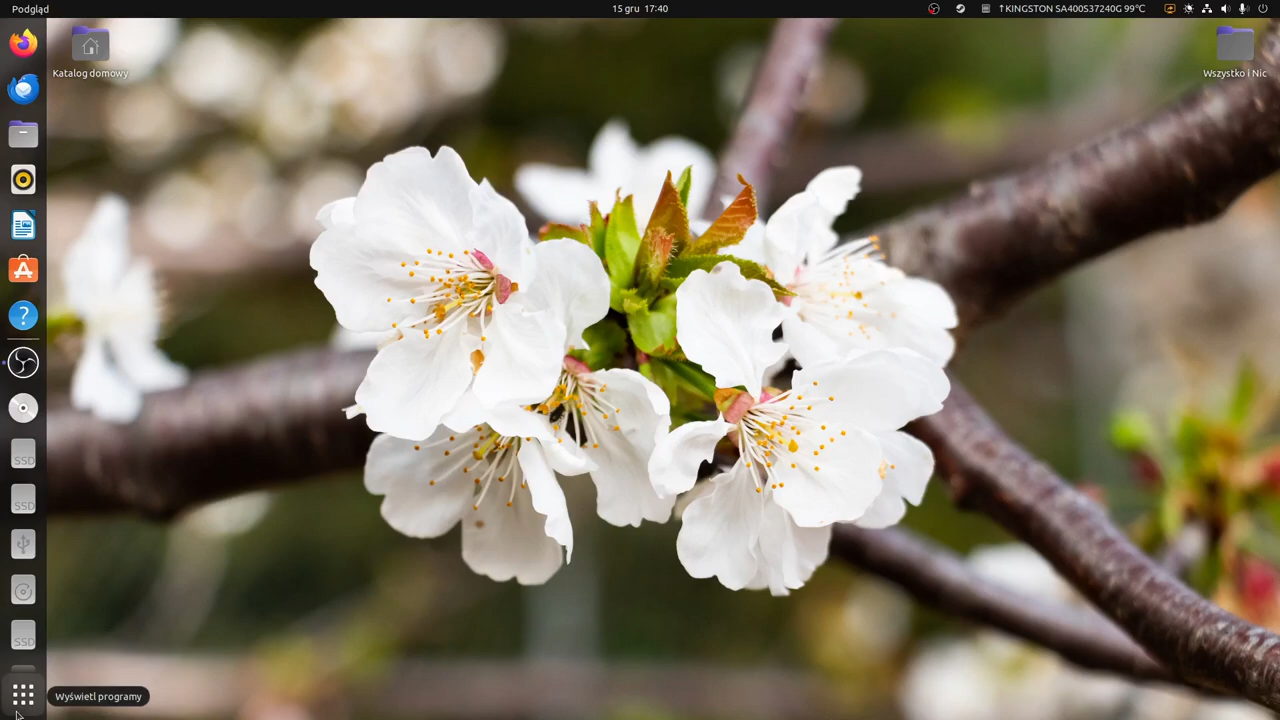 Podgląd
15 gru 17:40
↑KINGSTON SA400S37240G 99°C
Katalog domowy
Wszystko i Nic
SSD
SSD
SSD
Wyświetl programy